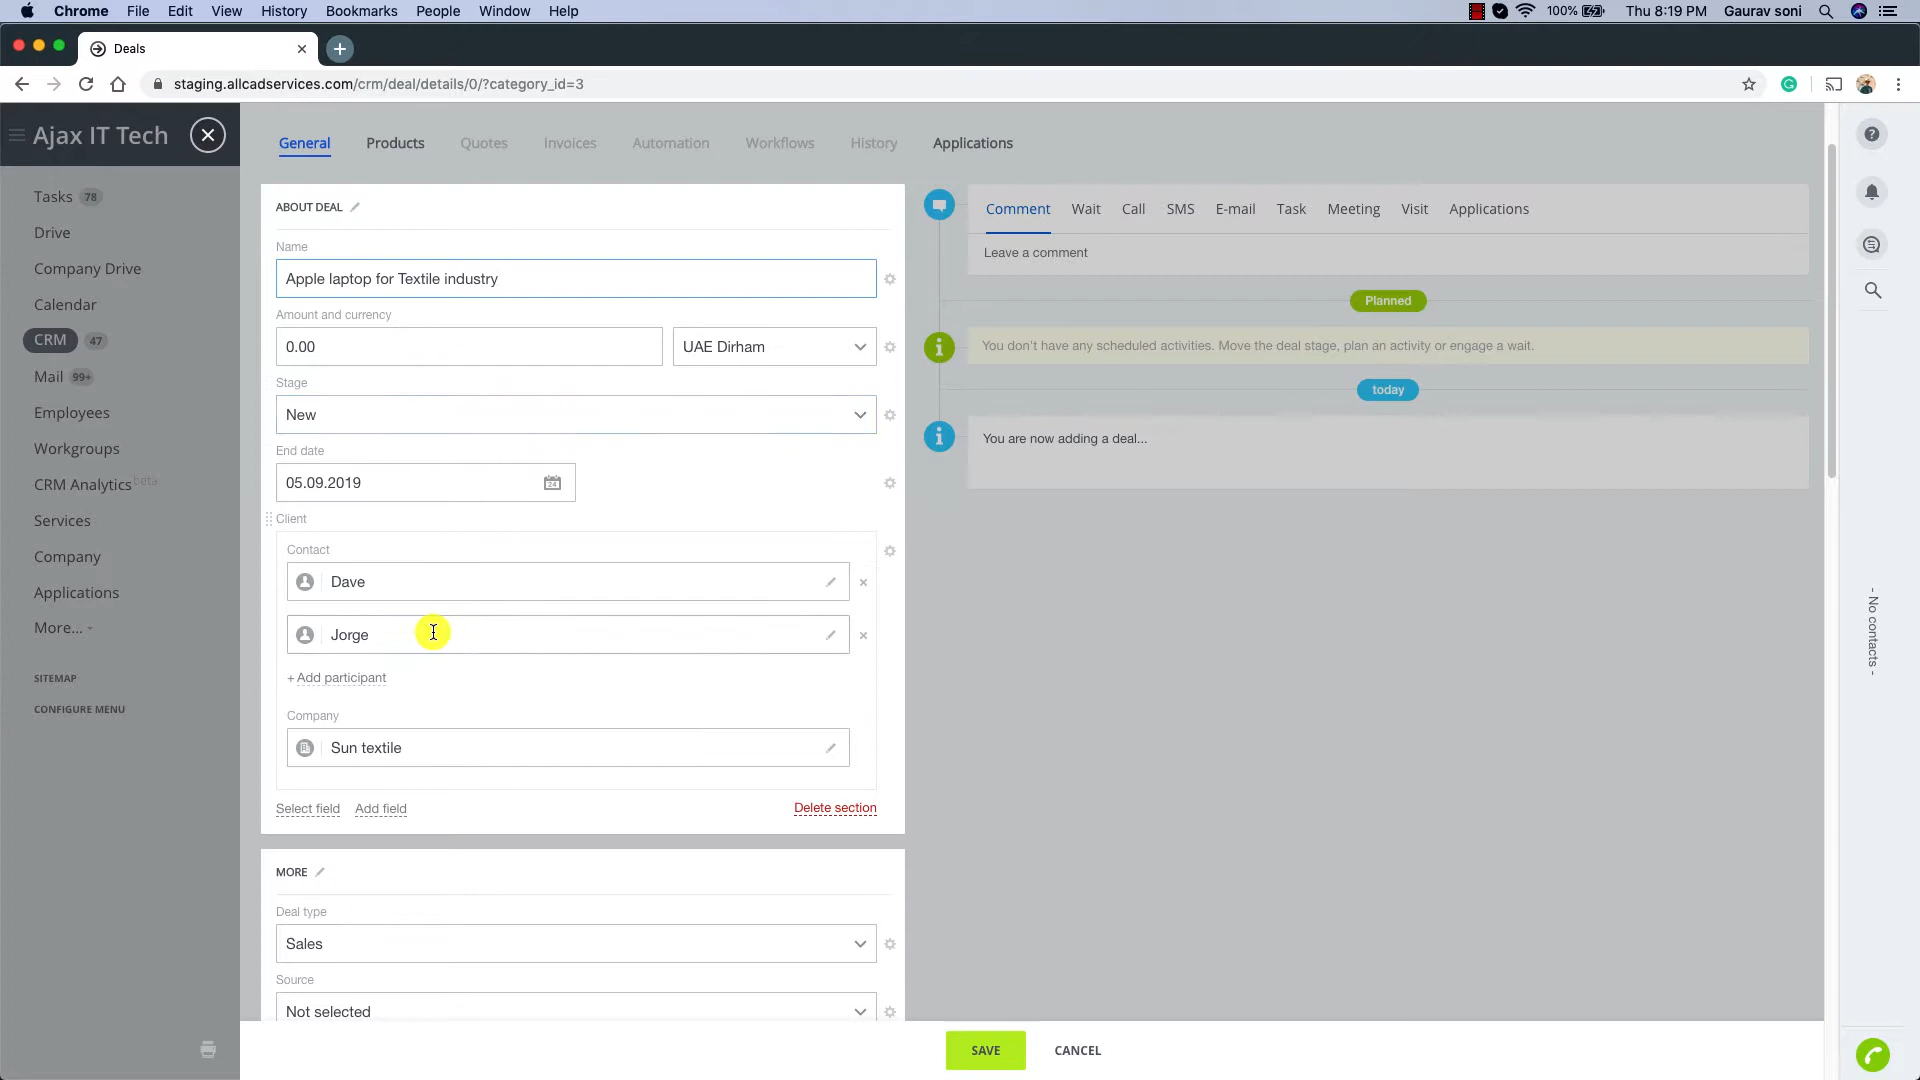 Chrome File Edit View History Bookmarks People Window Help 100% Thu 8:19 PM Gaurav soni
Deals
staging.allcadservices.com/crm/deal/details/0/?category_id=3
Ajax IT Tech
Tasks 78
Drive
Company Drive
Calendar
CRM 47
Mail 99+
Employees
Workgroups
CRM Analytics beta
Services
Company
Applications
More...
SITEMAP
CONFIGURE MENU
General Products Quotes Invoices Automation Workflows History Applications
ABOUT DEAL
Name
Apple laptop for Textile industry
Amount and currency
0.00 UAE Dirham
Stage
New
End date
05.09.2019
24
Client
Contact
Dave
Jorge
+ Add participant
Company
Sun textile
Select field Add field Delete section
MORE
Deal type
Sales
Source
Not selected
Comment Wait Call SMS E-mail Task Meeting Visit Applications
Leave a comment
Planned
You don't have any scheduled activities. Move the deal stage, plan an activity or engage a wait.
today
You are now adding a deal...
- No contacts -
SAVE CANCEL